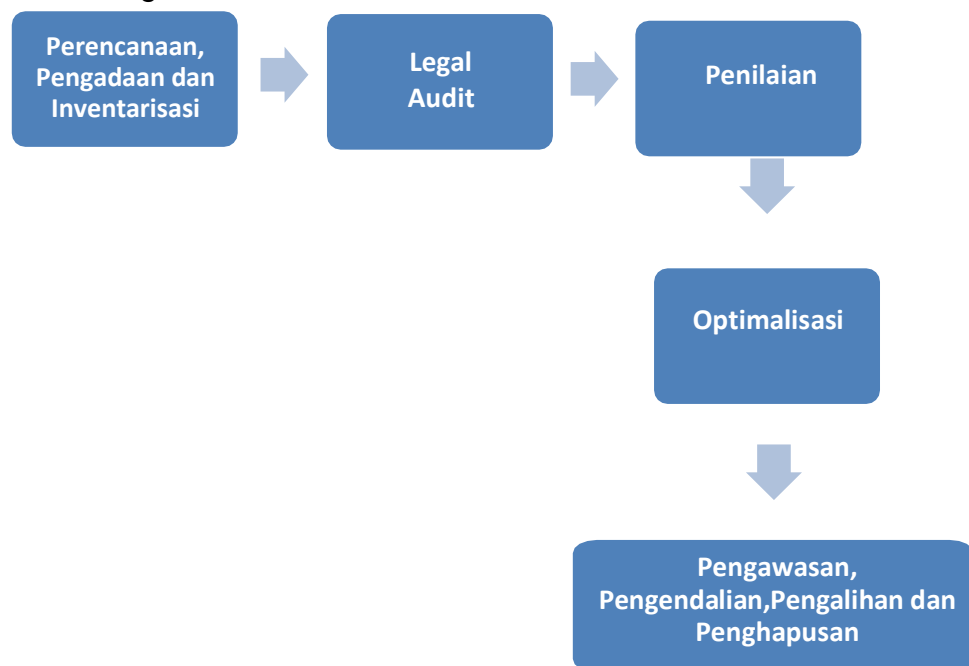 Perencanaan,
Pengadaan dan
Inventarisasi
Legal
Audit
Penilaian
Optimalisasi
Pengawasan,
Pengendalian,Pengalihan dan
Penghapusan